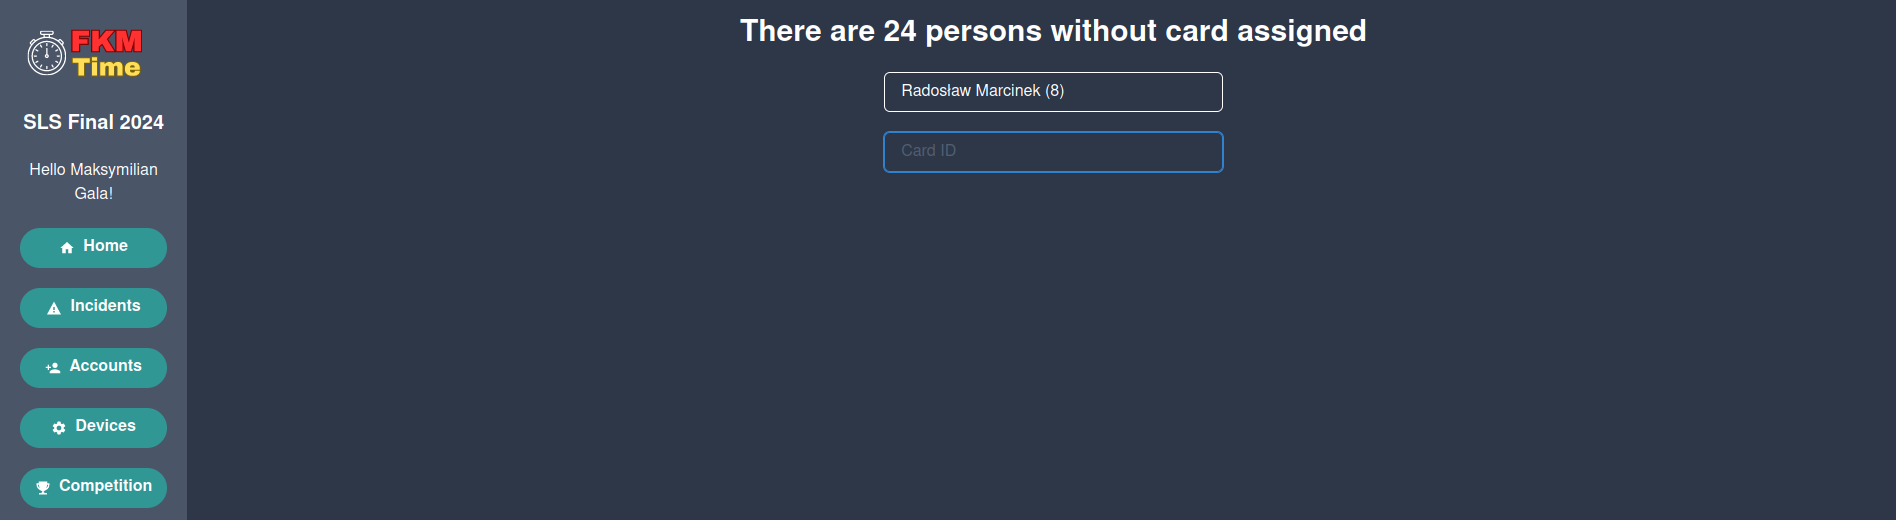 FKM
Time
SLS Final 2024
Hello Maksymilian
Gala!
Home
Incidents
Accounts
Devices
Competition
There are 24 persons without card assigned
Radosław Marcinek (8)
Card ID